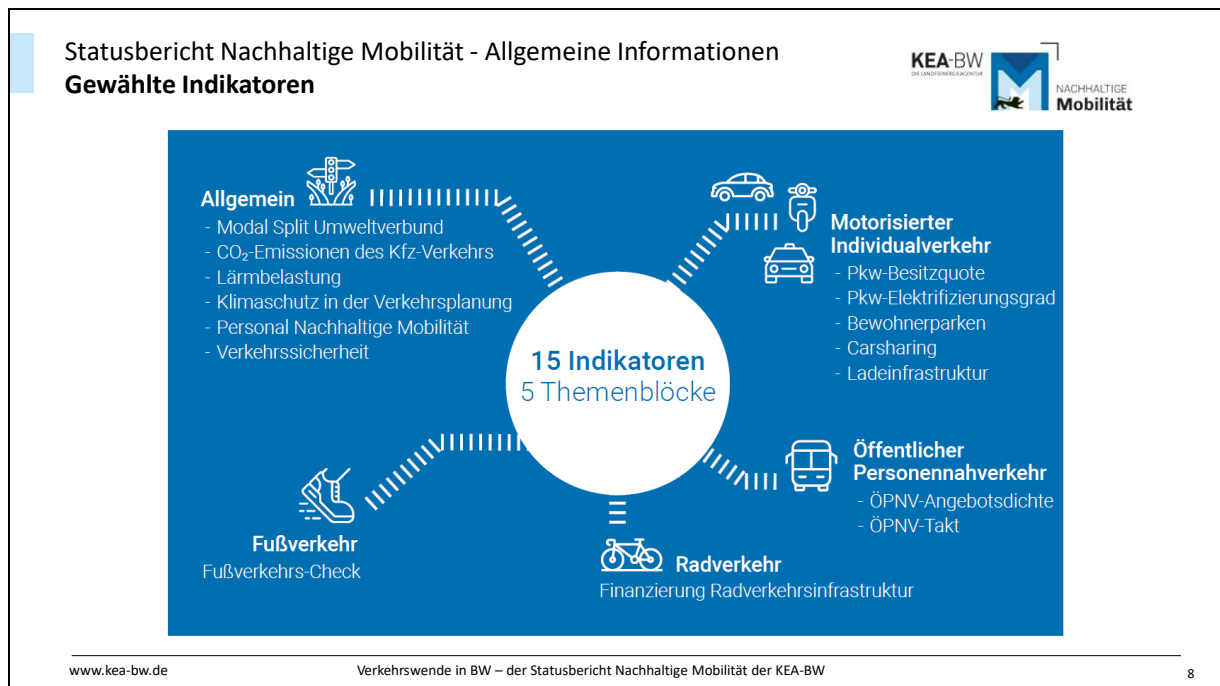 Statusbericht Nachhaltige Mobilität - Allgemeine Informationen
Gewählte Indikatoren
KEA-BW
DIE LANDESENERGIEAGENTUR
NACHHALTIGE
Mobilität
Allgemein
- Modal Split Umweltverbund
- CO₂-Emissionen des Kfz-Verkehrs
- Lärmbelastung
- Klimaschutz in der Verkehrsplanung
- Personal Nachhaltige Mobilität
- Verkehrssicherheit
Motorisierter
Individualverkehr
- Pkw-Besitzquote
- Pkw-Elektrifizierungsgrad
- Bewohnerparken
- Carsharing
- Ladeinfrastruktur
15 Indikatoren
5 Themenblöcke
Öffentlicher
Personennahverkehr
- ÖPNV-Angebotsdichte
- ÖPNV-Takt
Fußverkehr
Fußverkehrs-Check
Radverkehr
Finanzierung Radverkehrsinfrastruktur
www.kea-bw.de
Verkehrswende in BW – der Statusbericht Nachhaltige Mobilität der KEA-BW
8